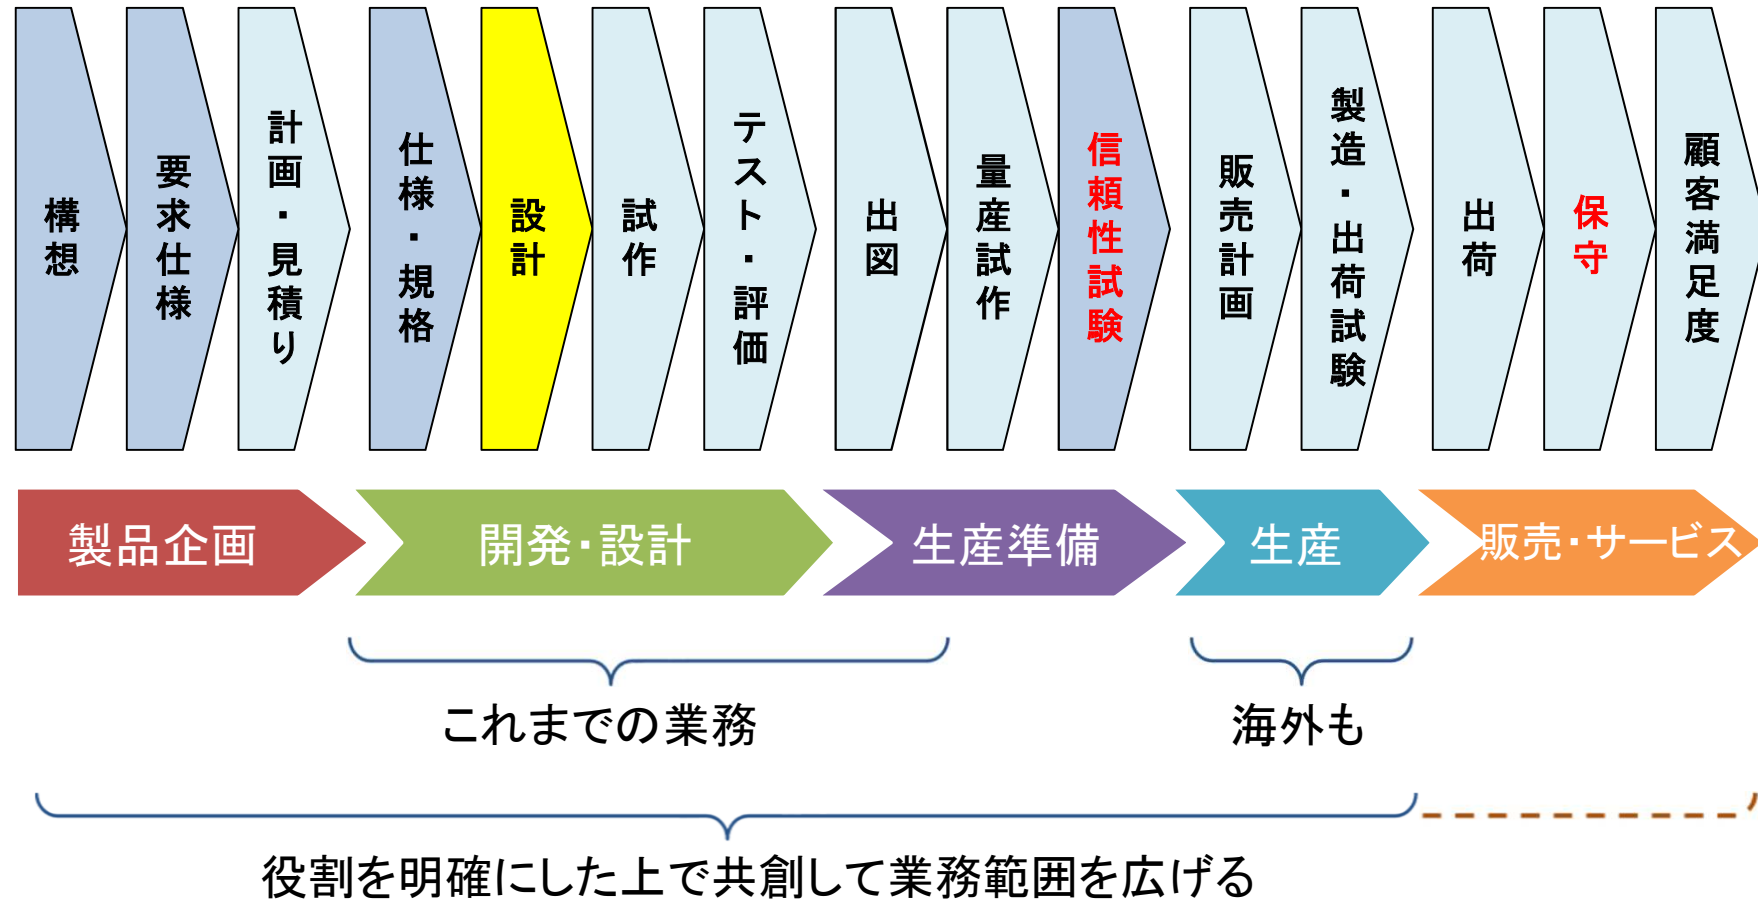 構想
要求仕様
計画・見積り
仕様・規格
設計
試作
テスト・評価
出図
量産試作
信頼性試験
販売計画
製造・出荷試験
出荷
保守
顧客満足度
製品企画
開発・設計
生産準備
生産
販売・サービス
これまでの業務
海外も
役割を明確にした上で共創して業務範囲を広げる